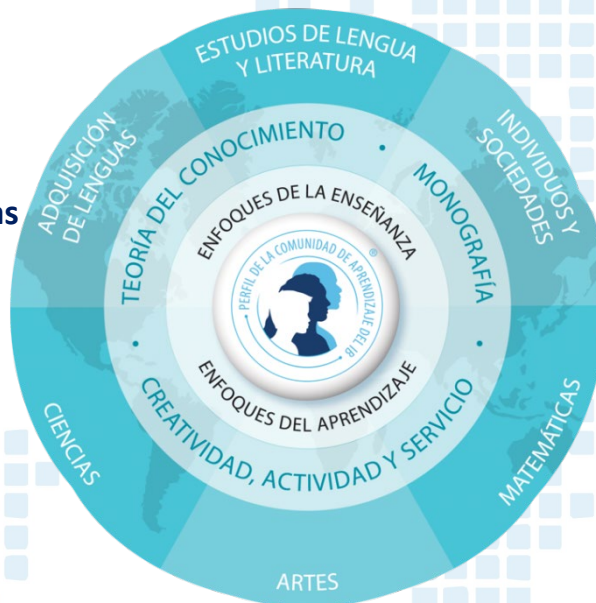 ESTUDIOS DE LENGUA
Y LITERATURA
ADQUISICIÓN
DE LENGUAS
INDIVIDUOS Y
SOCIEDADES
as
TEORÍA DEL CONOCIMIENTO
•
MONOGRAFÍA
•
ENFOQUES DE LA ENSEÑANZA
• PERFIL DE LA COMUNIDAD DE APRENDIZAJE DEL IB
®
ENFOQUES DEL APRENDIZAJE
•
CREATIVIDAD, ACTIVIDAD Y SERVICIO
CIENCIAS
MATEMÁTICAS
ARTES